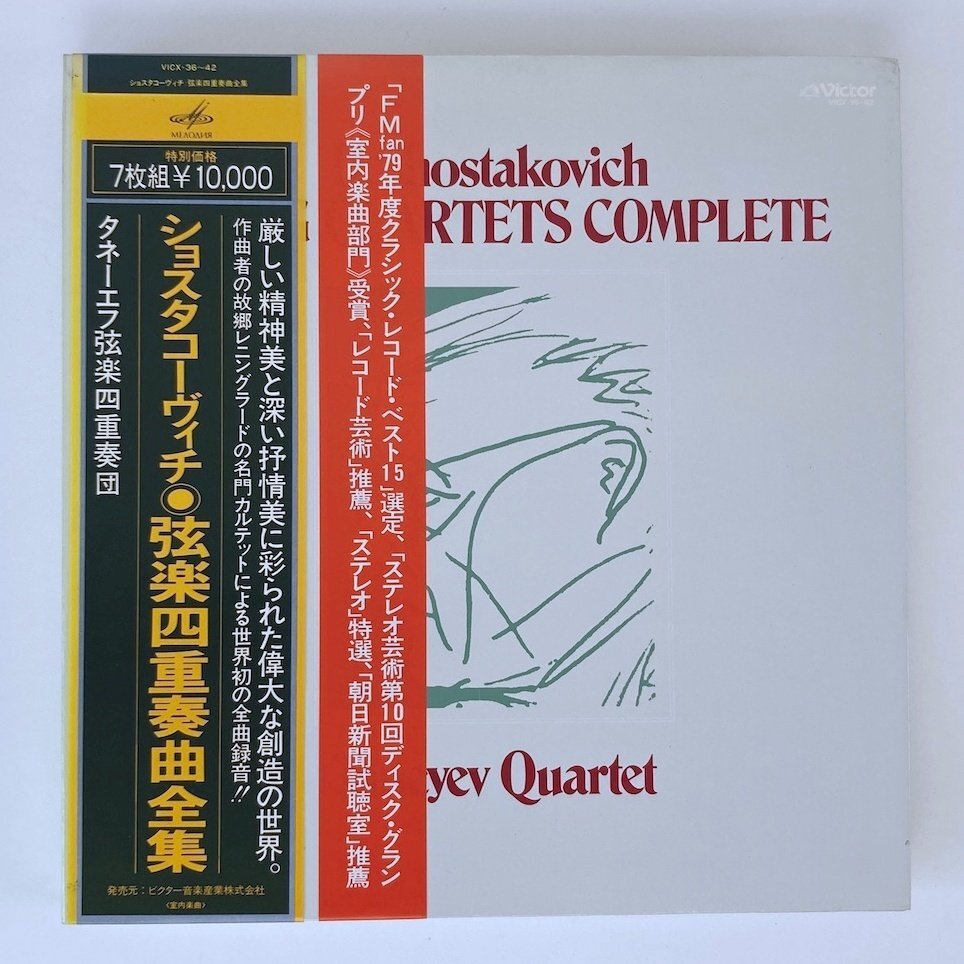 VICX-36~42
ショスタコーヴィチ 弦楽四重奏曲全集
МЕЛОДИЯ
特別価格
7枚組¥10,000
厳しい精神美と深い抒情美に彩られた偉大な創造の世界。
作曲者の故郷レニングラードの名門カルテットによる世界初の全曲録音!!
ショスタコーヴィチ●弦楽四重奏曲全集
タネーエフ弦楽四重奏団
発売元:ビクター音楽産業株式会社
〈室内楽曲〉
「FMfan'79年度クラシック・レコード・ベスト15」選定、「ステレオ芸術第10回ディスク・グラン
プリ《室内楽曲部門》受賞、「レコード芸術」推薦、「ステレオ」特選、「朝日新聞試聴室」推薦
Victor
VICX-36~42
hostakovich
RTETS COMPLETE
yev Quartet